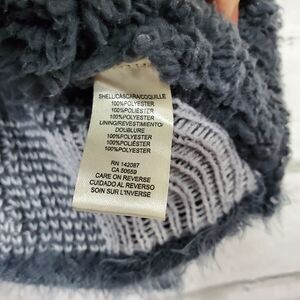 SHELL/CASCARA/COQUILLE
100%POLYESTER
100%POLIÉSTER
100%POLYESTER
LINING/REVESTIMIENTO/
DOUBLURE
100%POLYESTER
100%POLIÉSTER
100%POLYESTER
RN 142087
CA 50659
CARE ON REVERSE
CUIDADO AL REVERSO
SOIN SUR L'INVERSE